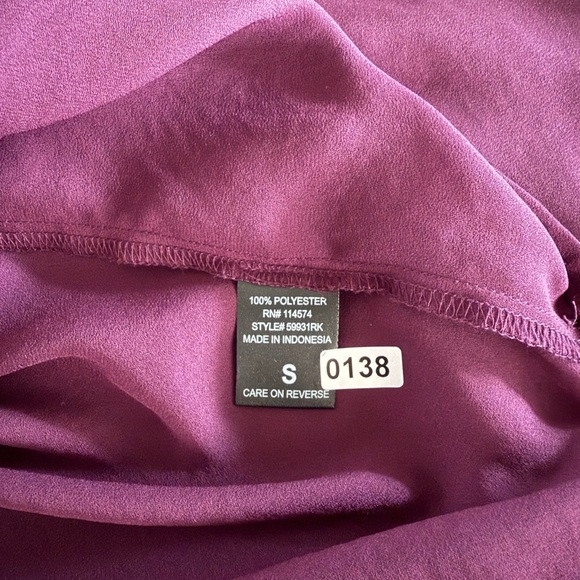 100% POLYESTER
RN# 114574
STYLE# 59931RK
MADE IN INDONESIA
S 0138
CARE ON REVERSE